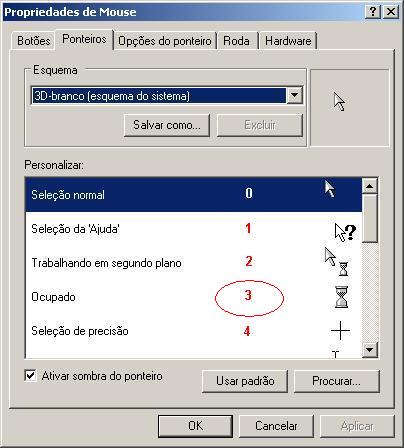 Propriedades de Mouse
Botões Ponteiros Opções do ponteiro Roda Hardware
Esquema
3D-branco (esquema do sistema)
Salvar como... Excluir
Personalizar:
Seleção normal 0
Seleção da 'Ajuda' 1
Trabalhando em segundo plano 2
Ocupado 3
Seleção de precisão 4
Ativar sombra do ponteiro Usar padrão Procurar...
OK Cancelar Aplicar